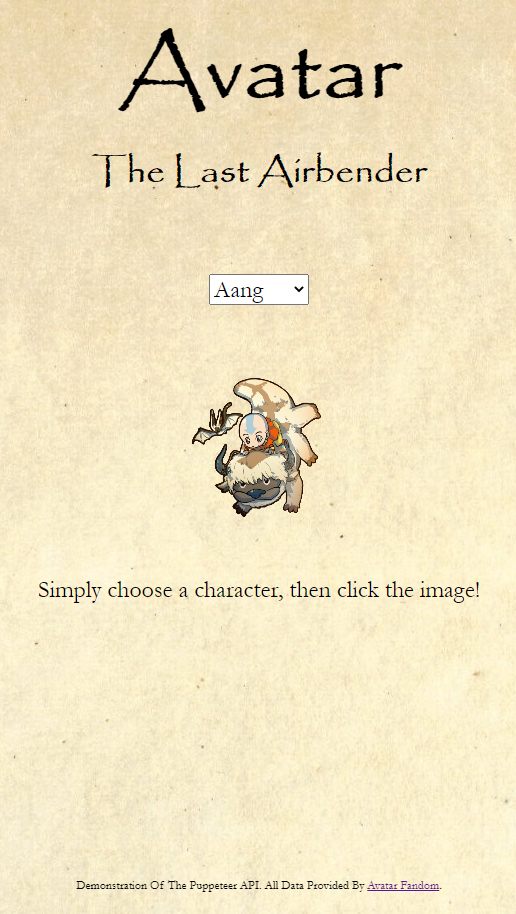 Avatar
The Last Airbender
Aang
Simply choose a character, then click the image!
Demonstration Of The Puppeteer API. All Data Provided By Avatar Fandom.